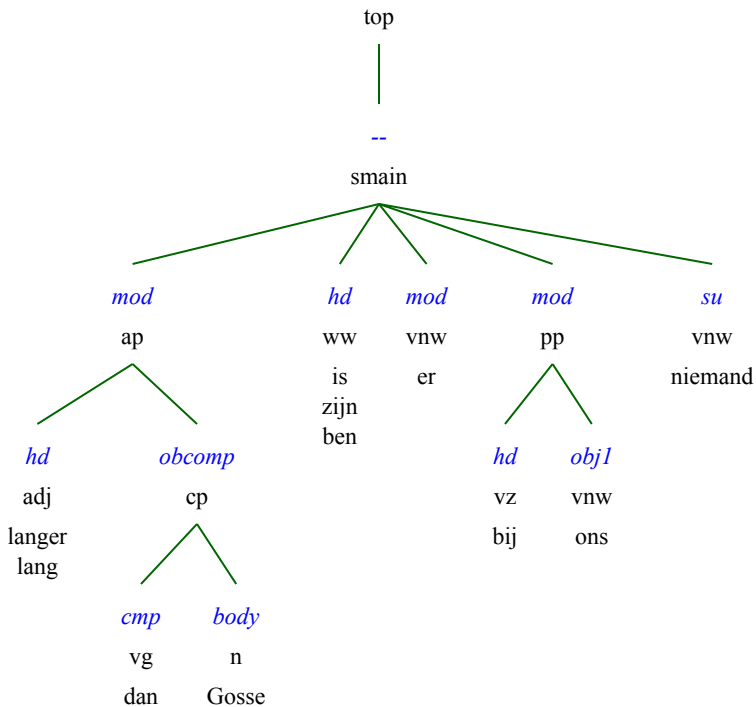 top
--
smain
mod hd mod mod su
ap ww vnw pp vnw
is er niemand
zijn
ben
hd obcomp hd obj1
adj cp vz vnw
langer bij ons
lang
cmp body
vg n
dan Gosse